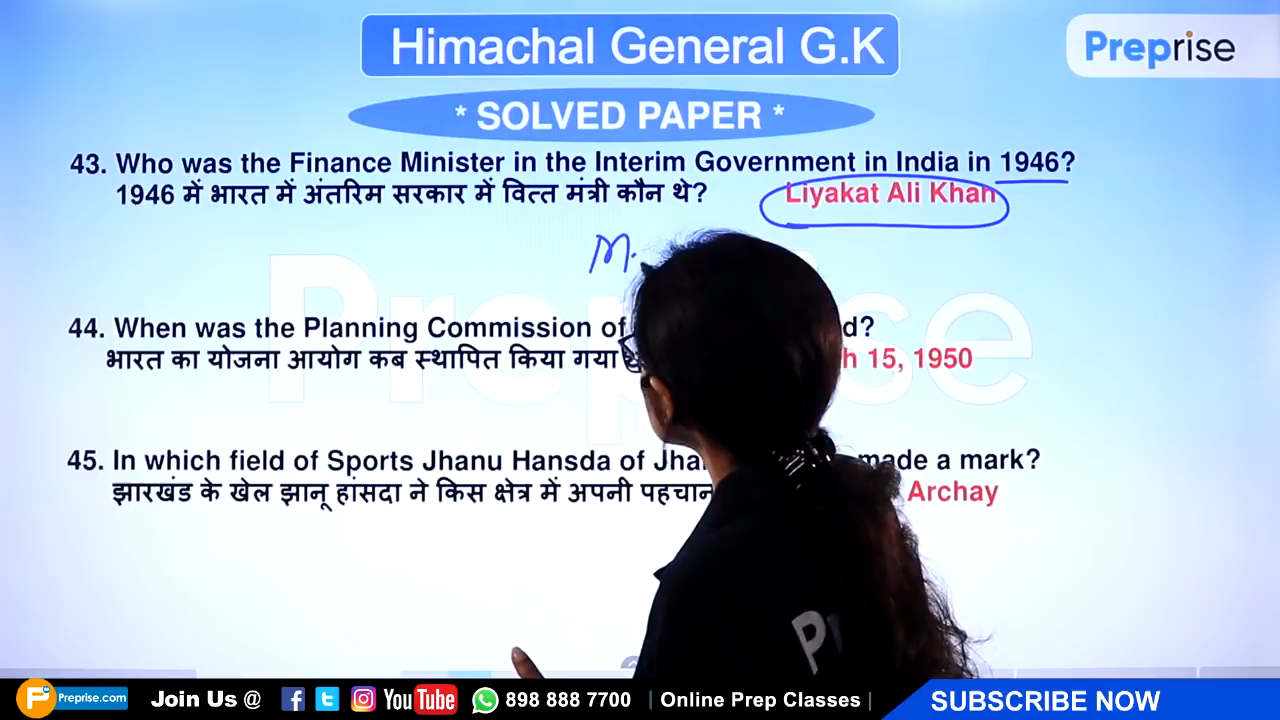 Himachal General G.K
Preprise
* SOLVED PAPER *
43. Who was the Finance Minister in the Interim Government in India in 1946?
1946 में भारत में अंतरिम सरकार में वित्त मंत्री कौन थे? Liyakat Ali Khan
M.
44. When was the Planning Commission of d?
भारत का योजना आयोग कब स्थापित किया गया h 15, 1950
45. In which field of Sports Jhanu Hansda of Jha made a mark?
झारखंड के खेल झानू हांसदा ने किस क्षेत्र में अपनी पहचान Archay
Preprise.com Join Us @ YouTube 898 888 7700 | Online Prep Classes | SUBSCRIBE NOW